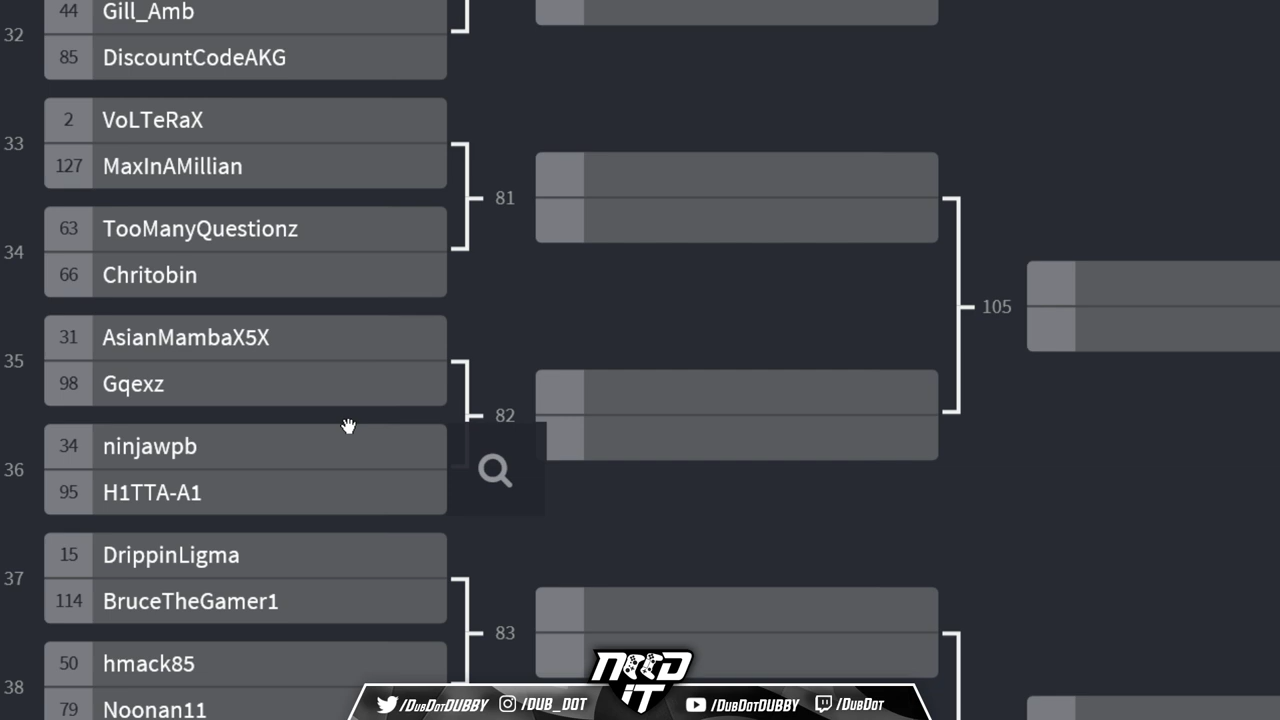 32
44 Gill_Amb
85 DiscountCodeAKG
33
2 VoLTeRaX
127 MaxInAMillian
81
34
63 TooManyQuestionz
66 Chritobin
105
35
31 AsianMambaX5X
98 Gqexz
82
36
34 ninjawpb
95 H1TTA-A1
37
15 DrippinLigma
114 BruceTheGamer1
83
38
50 hmack85
79 Noonan11
NEED
IT
/DubDotDUBBY /DUB_DOT /DubDotDUBBY /DubDot